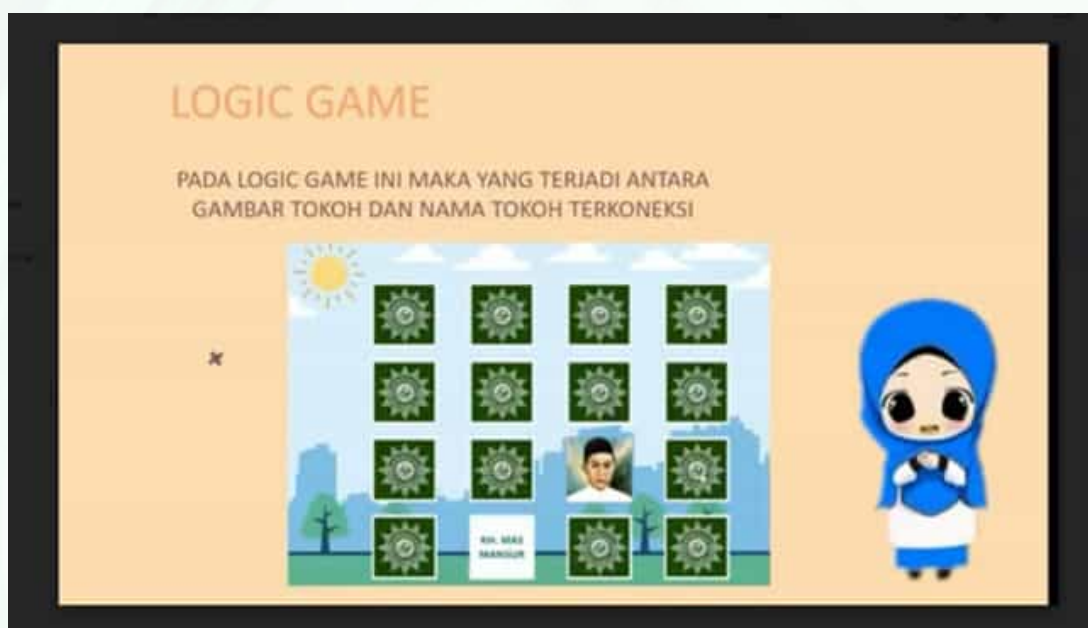 LOGIC GAME
PADA LOGIC GAME INI MAKA YANG TERJADI ANTARA
GAMBAR TOKOH DAN NAMA TOKOH TERKONEKSI
KH. MAS
MANSUR